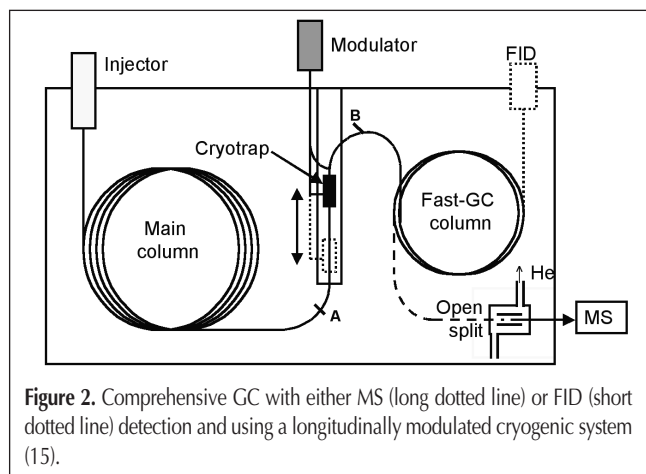 Modulator
Injector
FID
B
Cryotrap
Main
column
Fast-GC
column
He
Open
split
MS
A
Figure 2. Comprehensive GC with either MS (long dotted line) or FID (short
dotted line) detection and using a longitudinally modulated cryogenic system
(15).